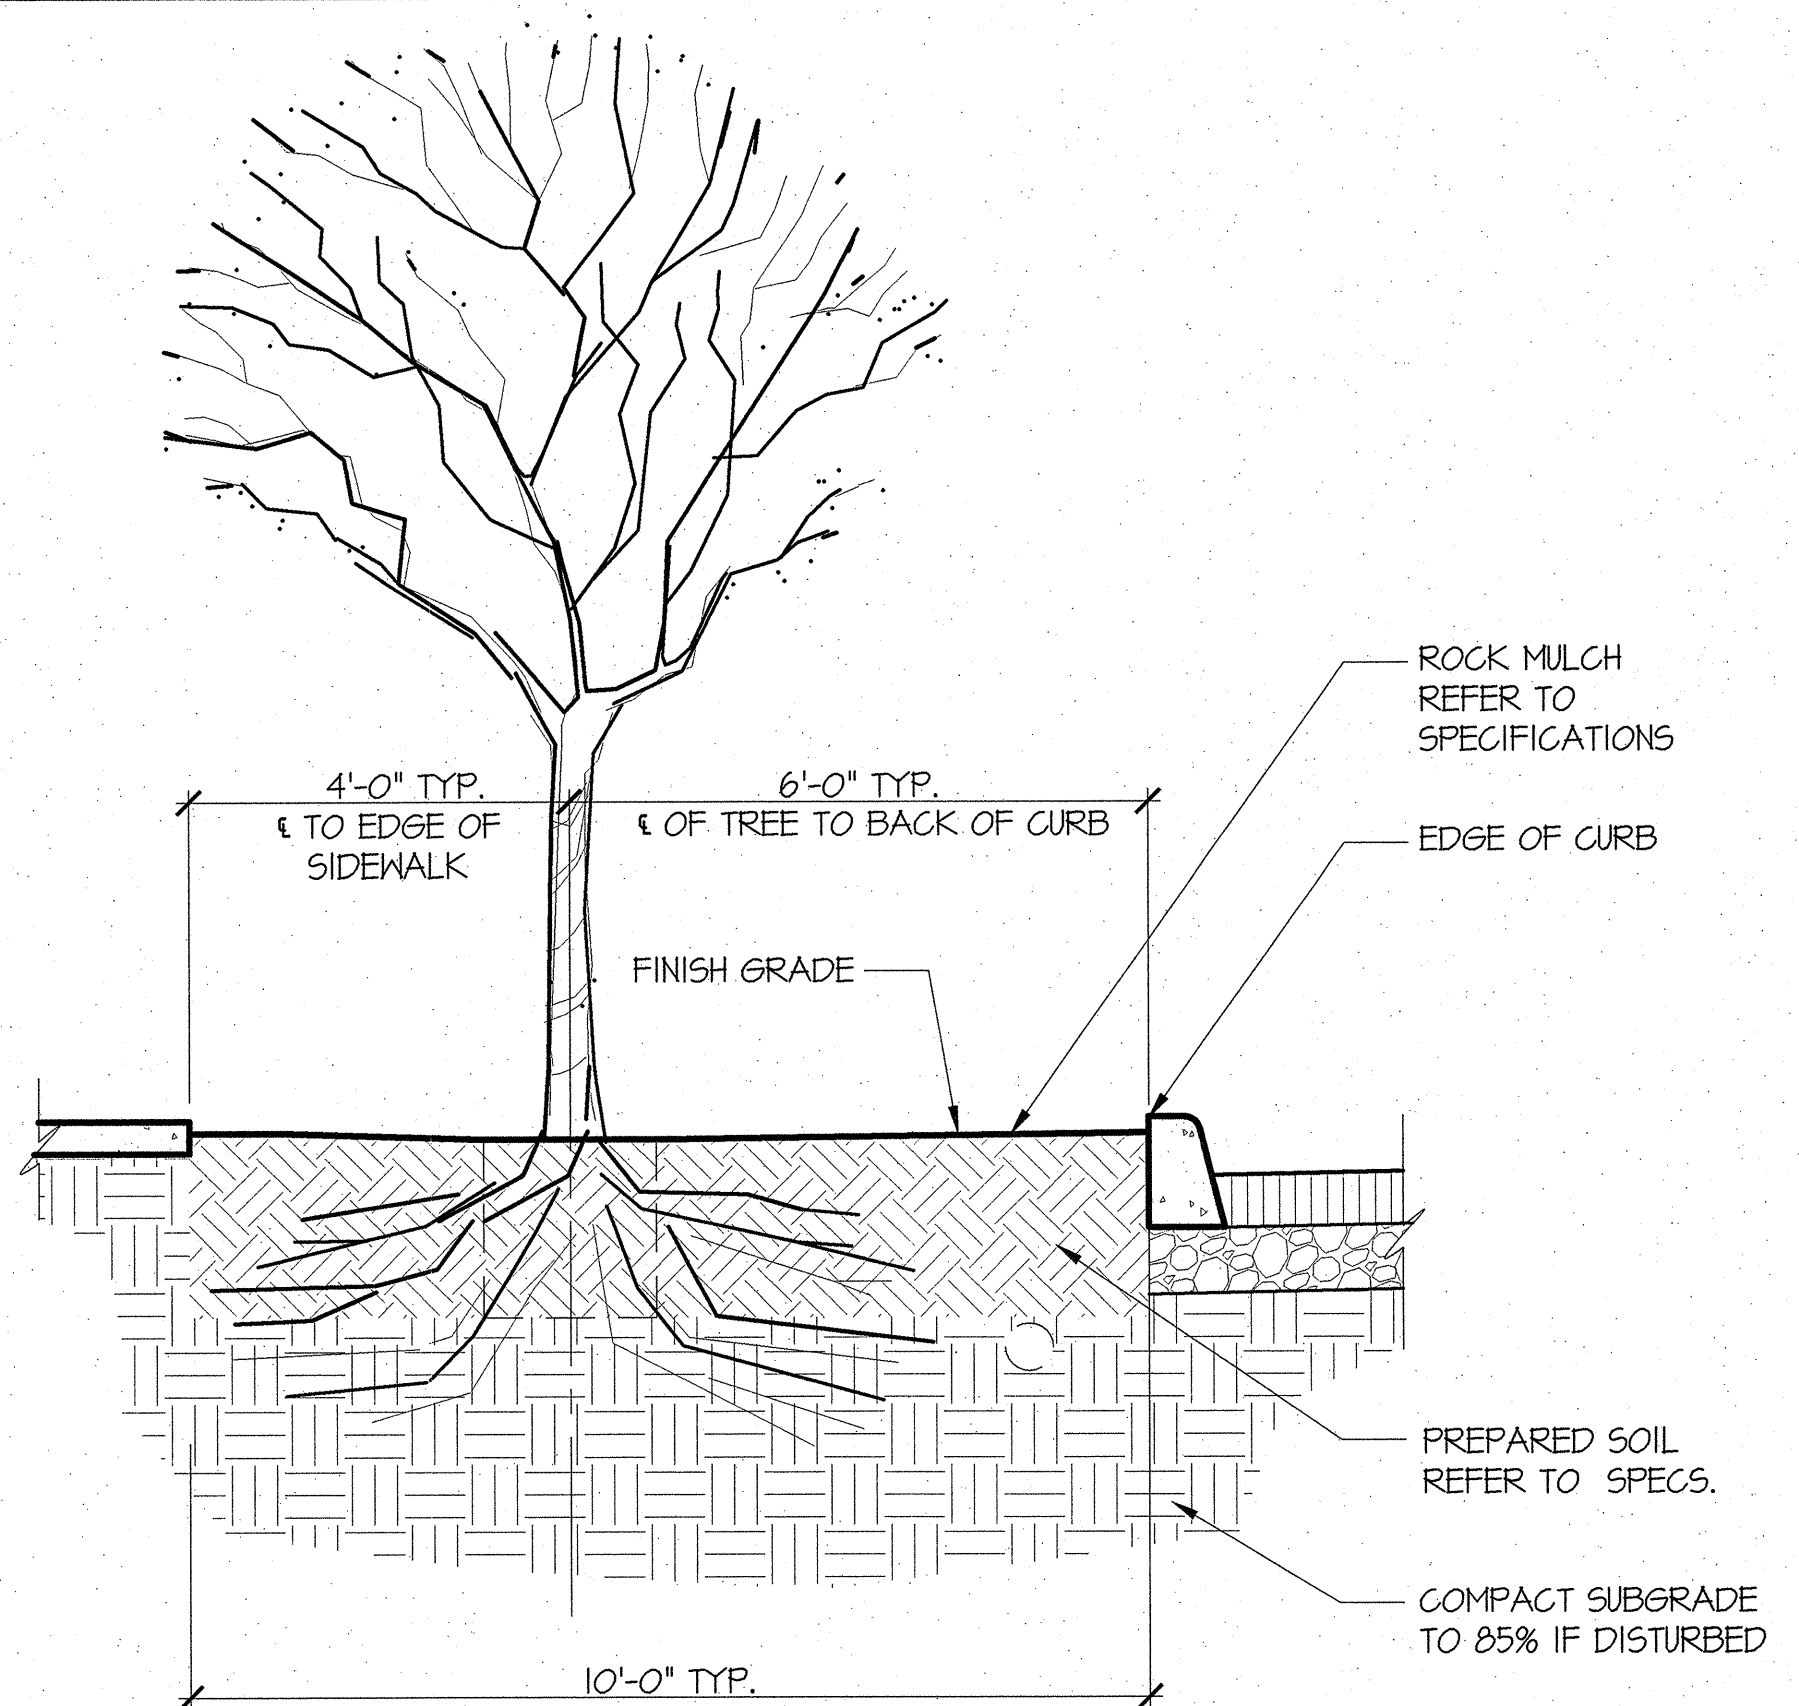 ROCK MULCH
REFER TO
SPECIFICATIONS
4'-0" TYP.
℄ TO EDGE OF
SIDEWALK
6'-0" TYP.
℄ OF TREE TO BACK OF CURB
EDGE OF CURB
FINISH GRADE
PREPARED SOIL
REFER TO SPECS.
COMPACT SUBGRADE
TO 85% IF DISTURBED
10'-0" TYP.